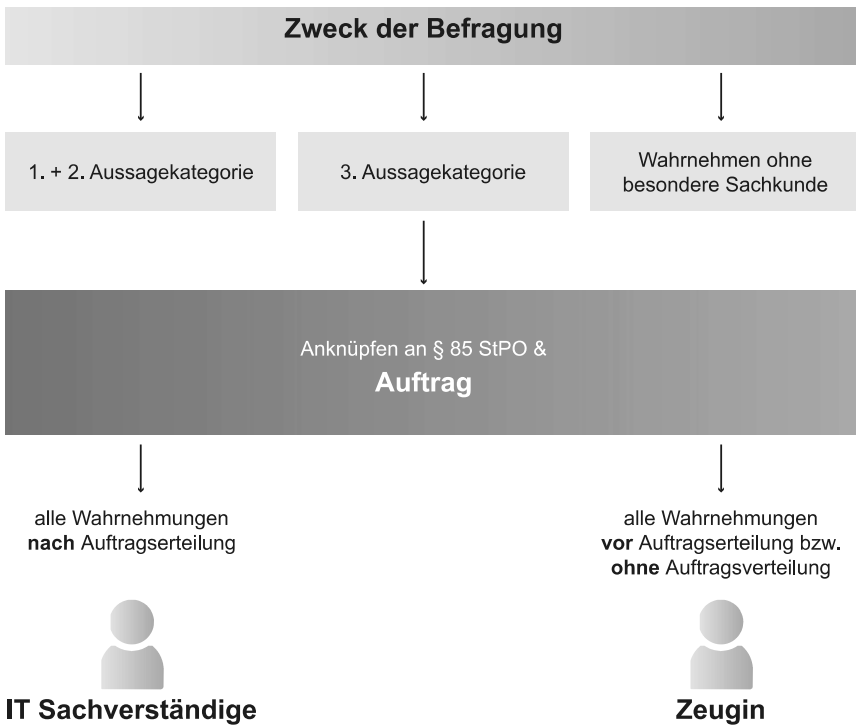 Zweck der Befragung
1. + 2. Aussagekategorie
3. Aussagekategorie
Wahrnehmen ohne
besondere Sachkunde
Anknüpfen an § 85 StPO &
Auftrag
alle Wahrnehmungen
nach Auftragserteilung
alle Wahrnehmungen
vor Auftragserteilung bzw.
ohne Auftragsverteilung
IT Sachverständige
Zeugin